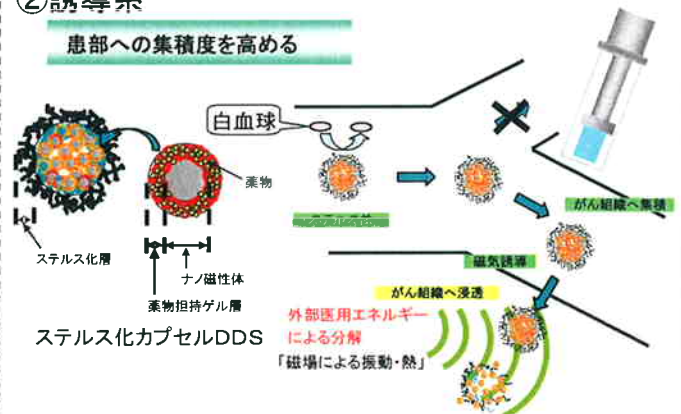 ②誘導系
患部への集積度を高める
白血球
薬物
がん組織へ集積
ステルス化層
ナノ磁性体
磁気誘導
薬物担持ゲル層
がん組織へ浸透
ステルス化カプセルDDS
外部医用エネルギー
による分解
「磁場による振動・熱」